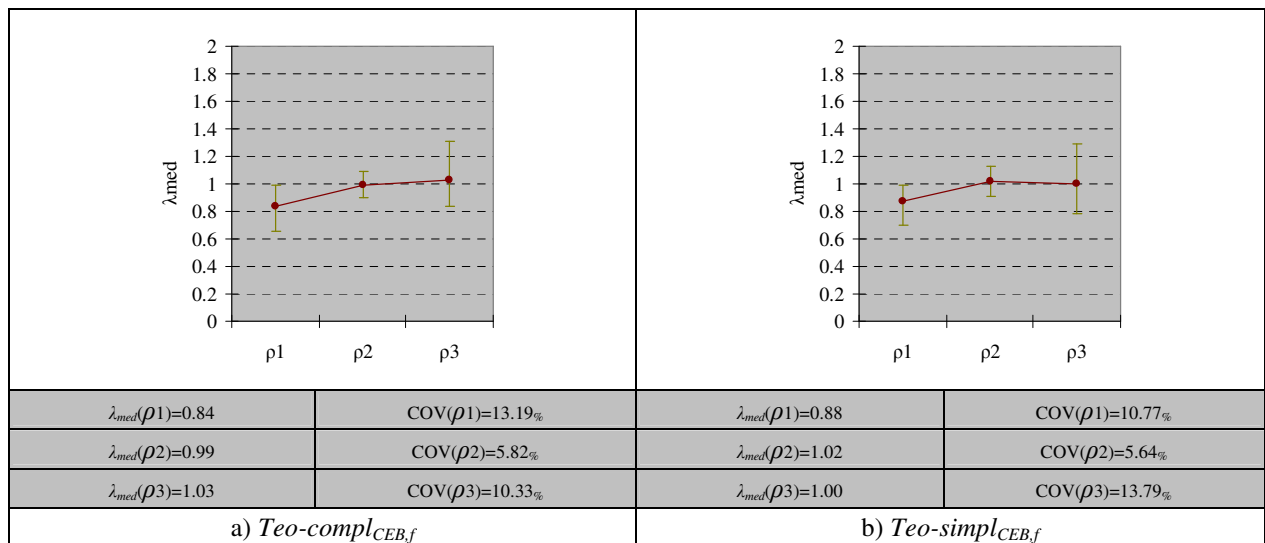 2
1.8
1.6
1.4
1.2
1
0.8
0.6
0.4
0.2
0
λmed
ρ1 ρ2 ρ3
2
1.8
1.6
1.4
1.2
1
0.8
0.6
0.4
0.2
0
λmed
ρ1 ρ2 ρ3
λmed(ρ1)=0.84 COV(ρ1)=13.19% λmed(ρ1)=0.88 COV(ρ1)=10.77%
λmed(ρ2)=0.99 COV(ρ2)=5.82% λmed(ρ2)=1.02 COV(ρ2)=5.64%
λmed(ρ3)=1.03 COV(ρ3)=10.33% λmed(ρ3)=1.00 COV(ρ3)=13.79%
a) Teo-complCEB,f b) Teo-simplCEB,f